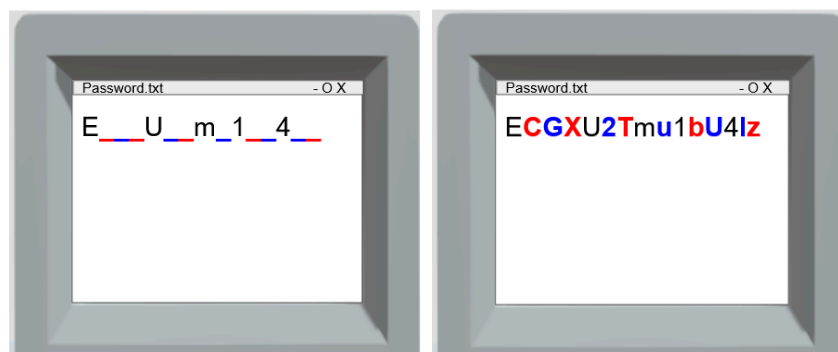 Password.txt - O X
E___U__m_1__4__
Password.txt - O X
ECGXU2Tmu1bU4lz